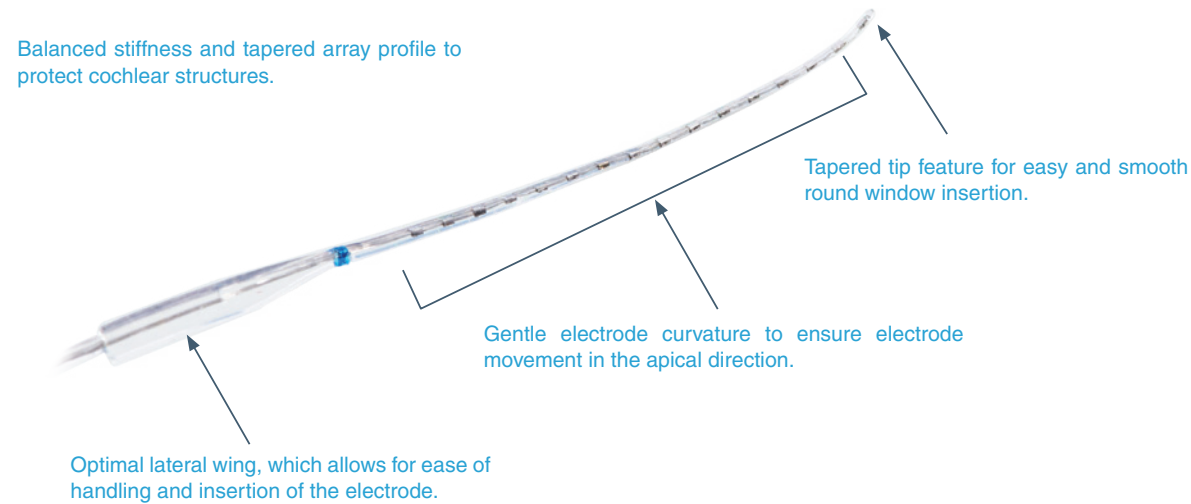 Balanced stiffness and tapered array profile to
protect cochlear structures.
Tapered tip feature for easy and smooth
round window insertion.
Gentle electrode curvature to ensure electrode
movement in the apical direction.
Optimal lateral wing, which allows for ease of
handling and insertion of the electrode.